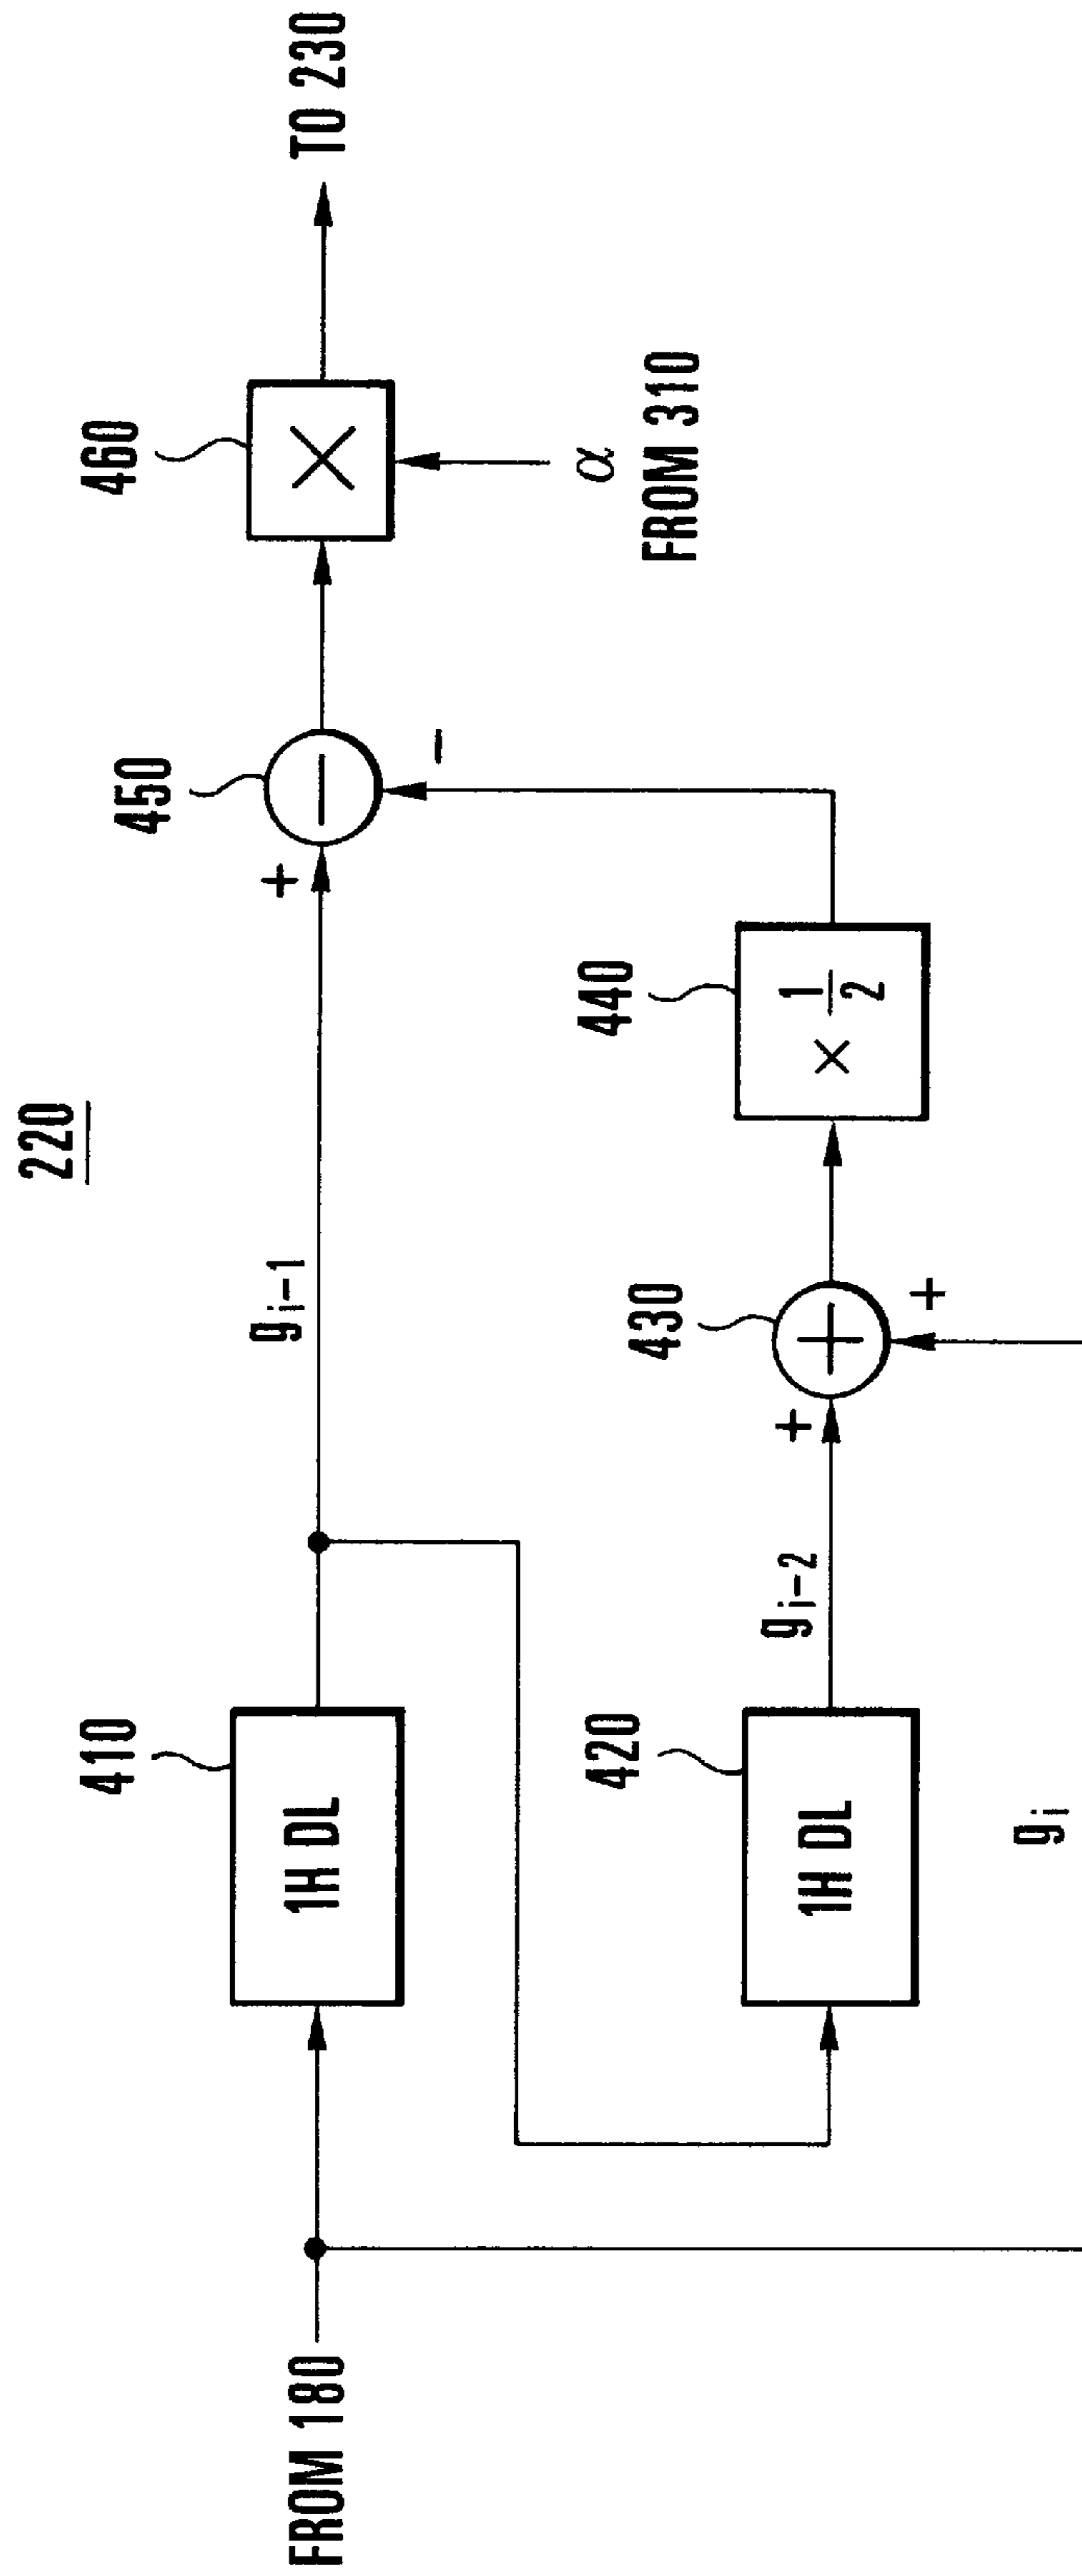 220
FROM 180
410
1H DL
g i-1
450
+
−
460
×
TO 230
α
FROM 310
420
1H DL
g i-2
430
+
+
+
440
× 1/2
g i